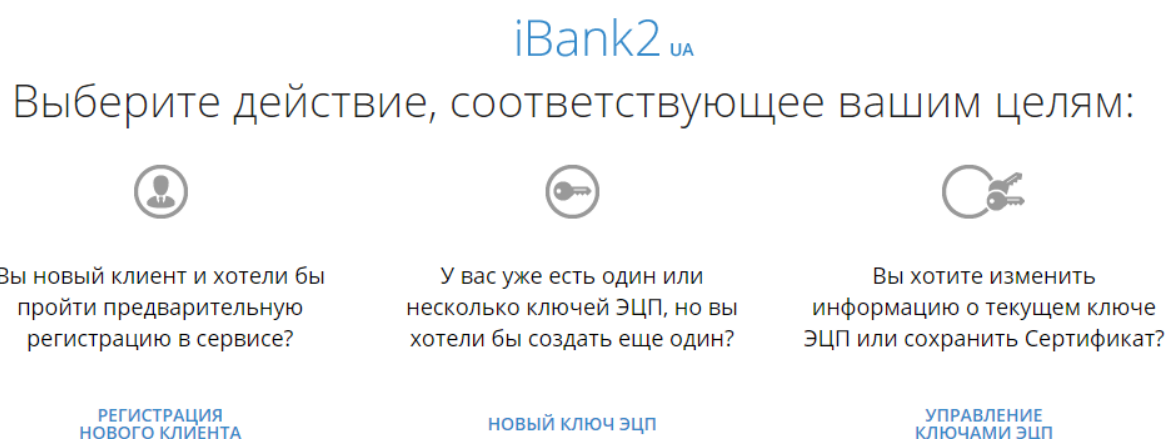 iBank2 UA
Выберите действие, соответствующее вашим целям:
Вы новый клиент и хотели бы
пройти предварительную
регистрацию в сервисе?
РЕГИСТРАЦИЯ
НОВОГО КЛИЕНТА
У вас уже есть один или
несколько ключей ЭЦП, но вы
хотели бы создать еще один?
НОВЫЙ КЛЮЧ ЭЦП
Вы хотите изменить
информацию о текущем ключе
ЭЦП или сохранить Сертификат?
УПРАВЛЕНИЕ
КЛЮЧАМИ ЭЦП